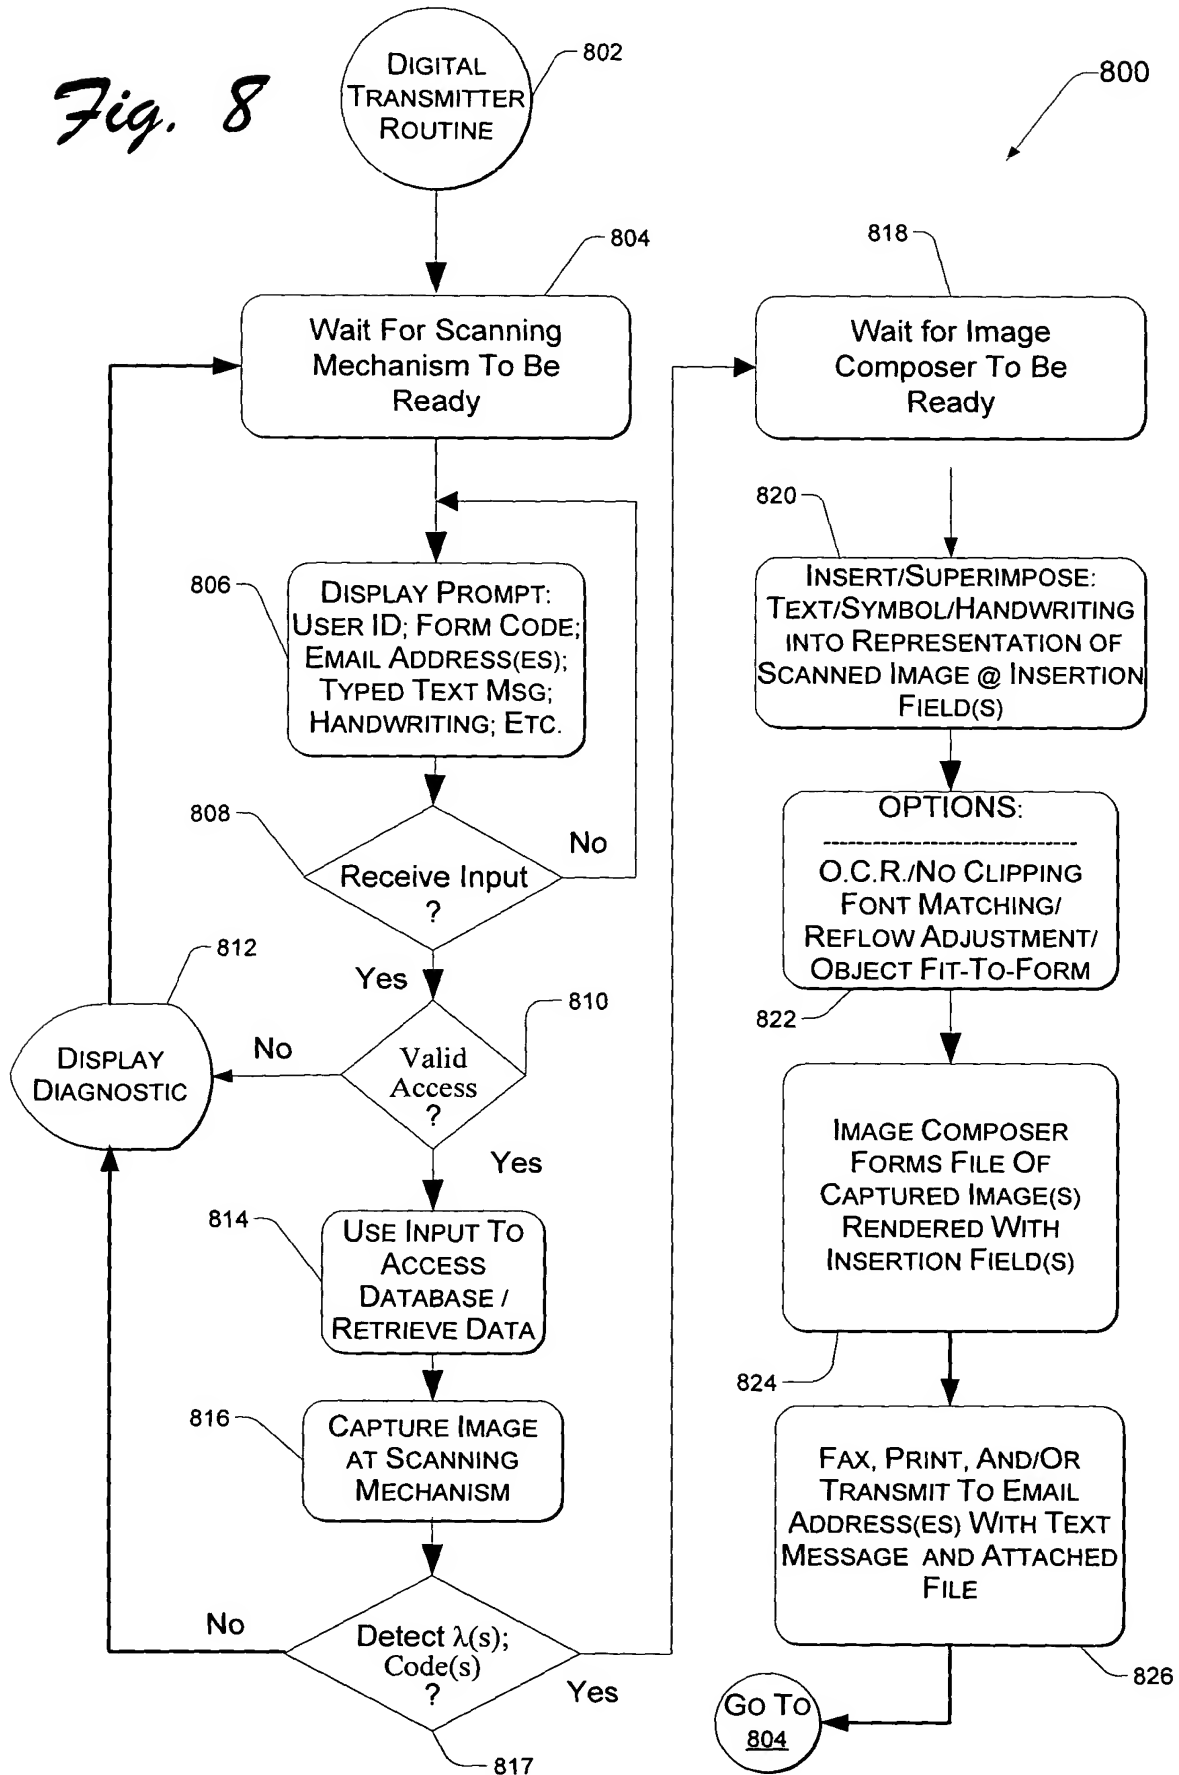 Fig. 8
DIGITAL
TRANSMITTER
ROUTINE
802
800
804
Wait For Scanning
Mechanism To Be
Ready
806
DISPLAY PROMPT:
USER ID; FORM CODE;
EMAIL ADDRESS(ES);
TYPED TEXT MSG;
HANDWRITING; ETC.
808
Receive Input
?
No
Yes
810
Valid
Access
?
No
812
DISPLAY
DIAGNOSTIC
Yes
814
USE INPUT TO
ACCESS
DATABASE /
RETRIEVE DATA
816
CAPTURE IMAGE
AT SCANNING
MECHANISM
No
Detect λ(s);
Code(s)
?
Yes
817
818
Wait for Image
Composer To Be
Ready
820
INSERT/SUPERIMPOSE:
TEXT/SYMBOL/HANDWRITING
INTO REPRESENTATION OF
SCANNED IMAGE @ INSERTION
FIELD(S)
OPTIONS:
------------------------------
O.C.R./NO CLIPPING
FONT MATCHING/
REFLOW ADJUSTMENT/
OBJECT FIT-TO-FORM
822
IMAGE COMPOSER
FORMS FILE OF
CAPTURED IMAGE(S)
RENDERED WITH
INSERTION FIELD(S)
824
FAX, PRINT, AND/OR
TRANSMIT TO EMAIL
ADDRESS(ES) WITH TEXT
MESSAGE AND ATTACHED
FILE
826
GO TO
804